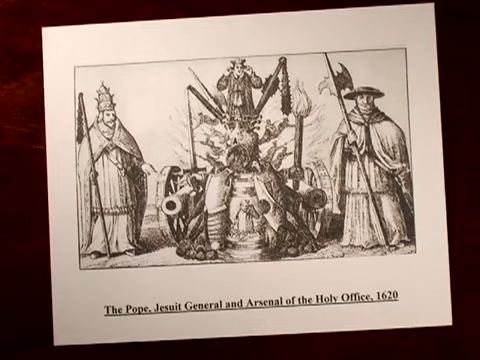 The Pope, Jesuit General and Arsenal of the Holy Office, 1620